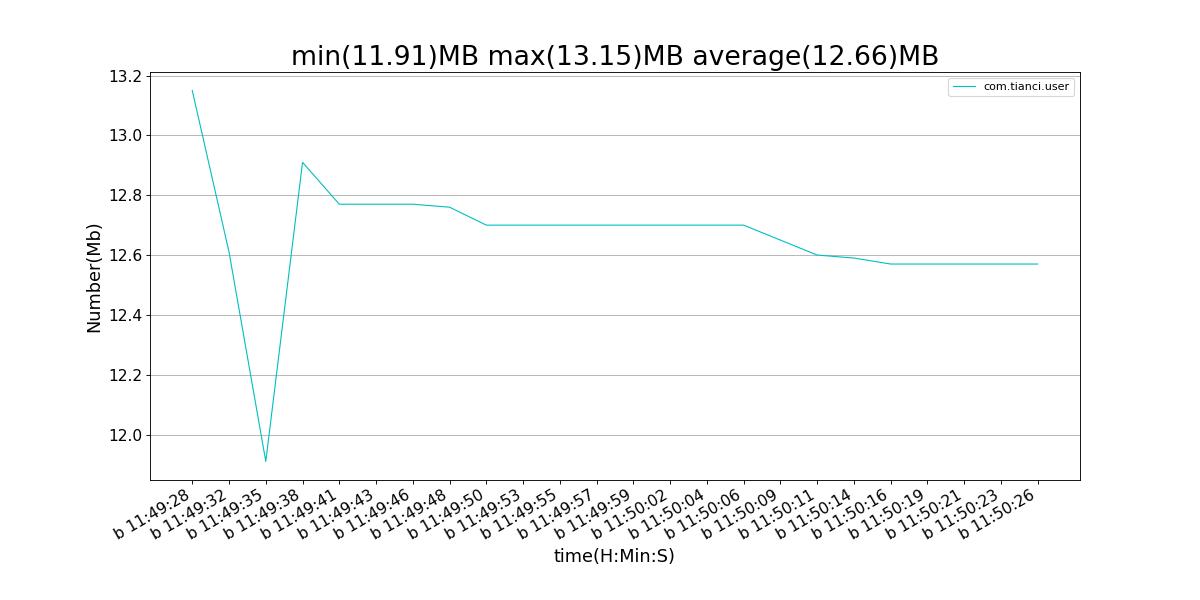 min(11.91)MB max(13.15)MB average(12.66)MB
com.tianci.user
13.2
13.0
12.8
12.6
12.4
12.2
12.0
Number(Mb)
b 11:49:28
b 11:49:32
b 11:49:35
b 11:49:38
b 11:49:41
b 11:49:43
b 11:49:46
b 11:49:48
b 11:49:50
b 11:49:53
b 11:49:55
b 11:49:57
b 11:49:59
b 11:50:02
b 11:50:04
b 11:50:06
b 11:50:09
b 11:50:11
b 11:50:14
b 11:50:16
b 11:50:19
b 11:50:21
b 11:50:23
b 11:50:26
time(H:Min:S)